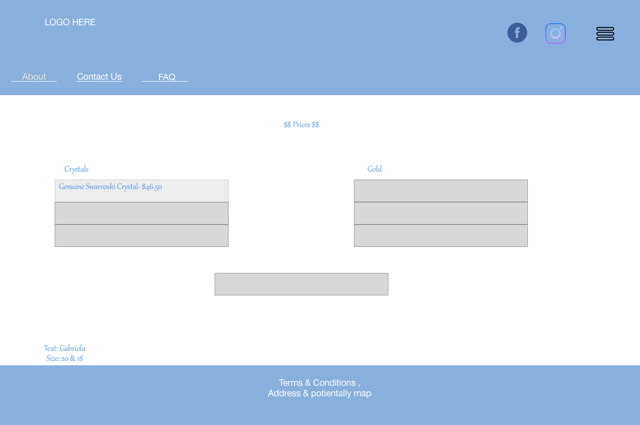 LOGO HERE
About
Contact Us
FAQ
$$ Prices $$
Crystals
Gold
Genuine Swarvoski Crystal- $46.50
Text: Gabriola
Size: 20 & 18
Terms & Conditions ,
Address & potientally map